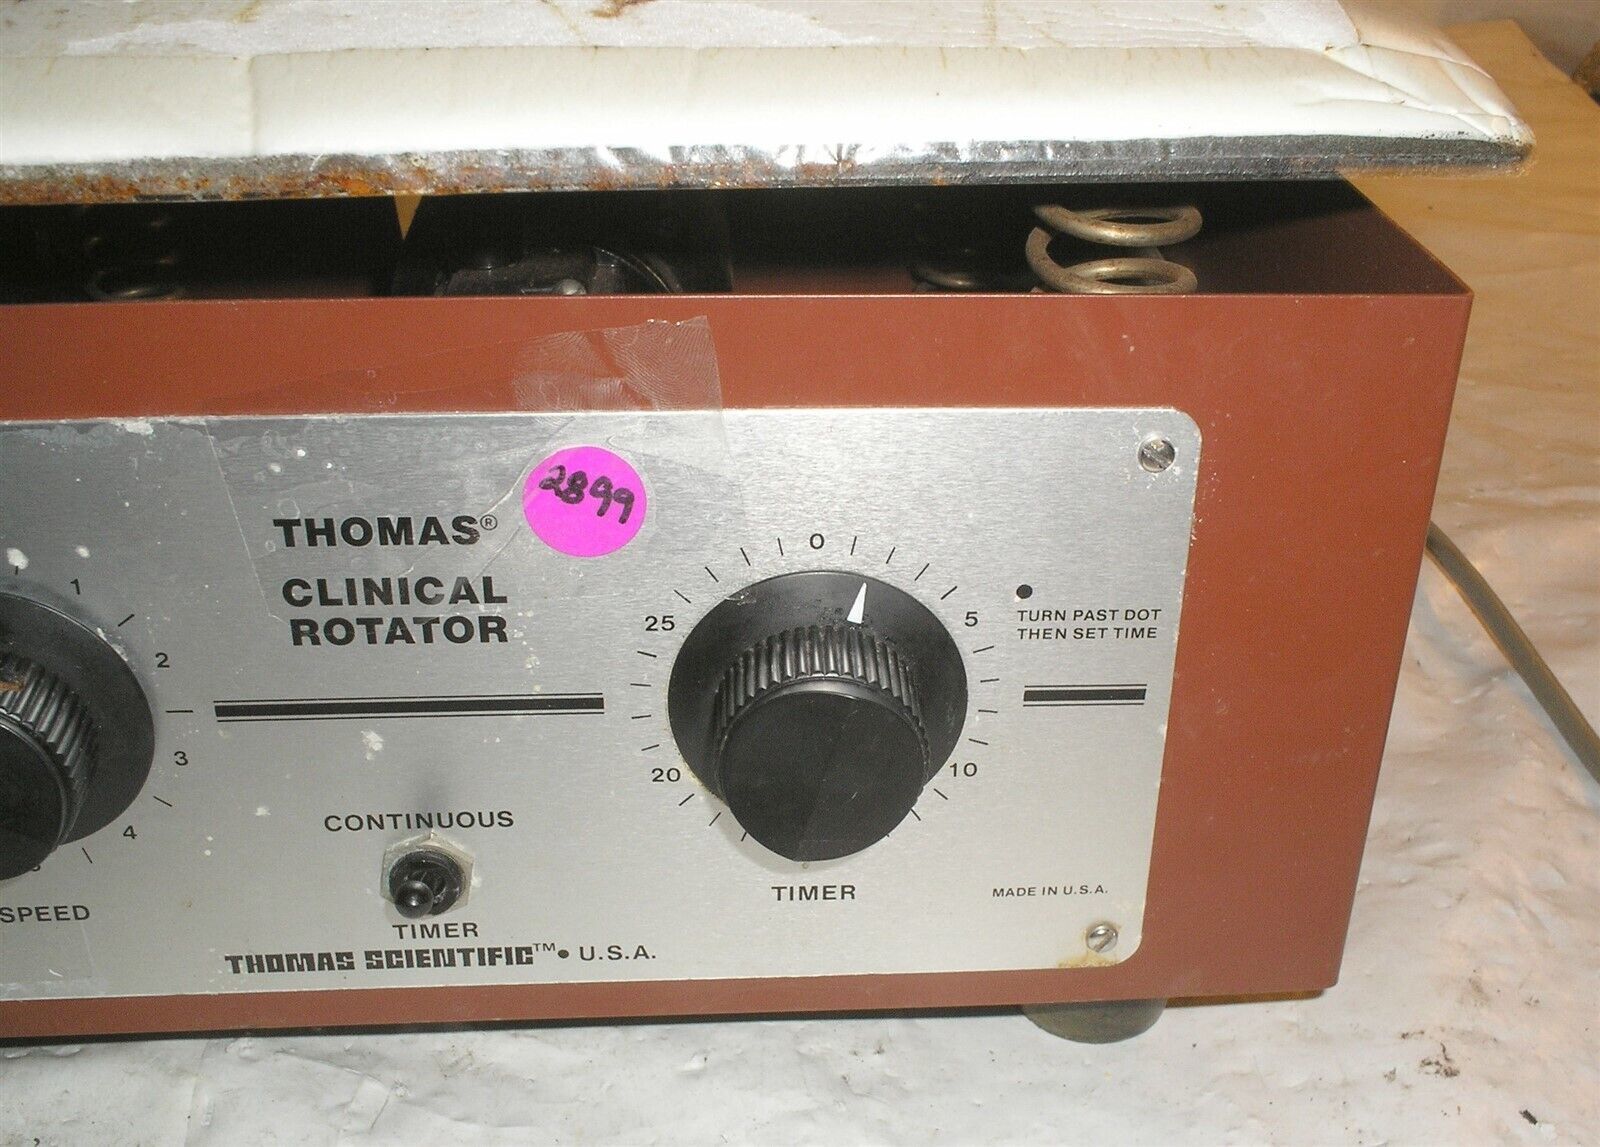 2899
THOMAS®
CLINICAL
ROTATOR
1
2
3
4
SPEED
CONTINUOUS
TIMER
THOMAS SCIENTIFIC™ • U.S.A.
0
5
10
20
25
TIMER
TURN PAST DOT
THEN SET TIME
MADE IN U.S.A.